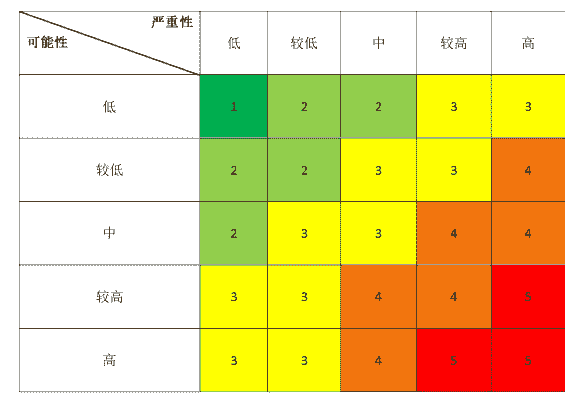 严重性
可能性
低 较低 中 较高 高
低 1 2 2 3 3
较低 2 2 3 3 4
中 2 3 3 4 4
较高 3 3 4 4 5
高 3 3 4 5 5